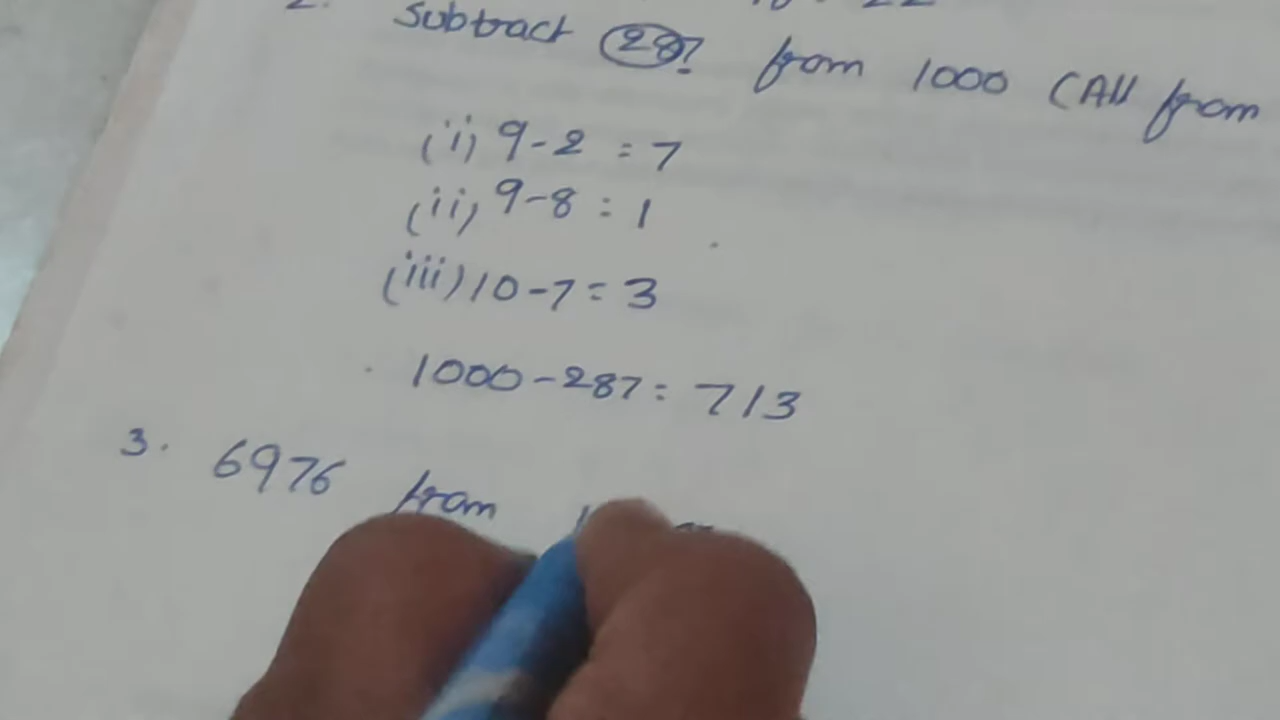 2. Subtract 287 from 1000 (All from
(i) 9-2 = 7
(ii) 9-8 = 1
(iii) 10-7 = 3
1000-287 = 713
3. 6976 from